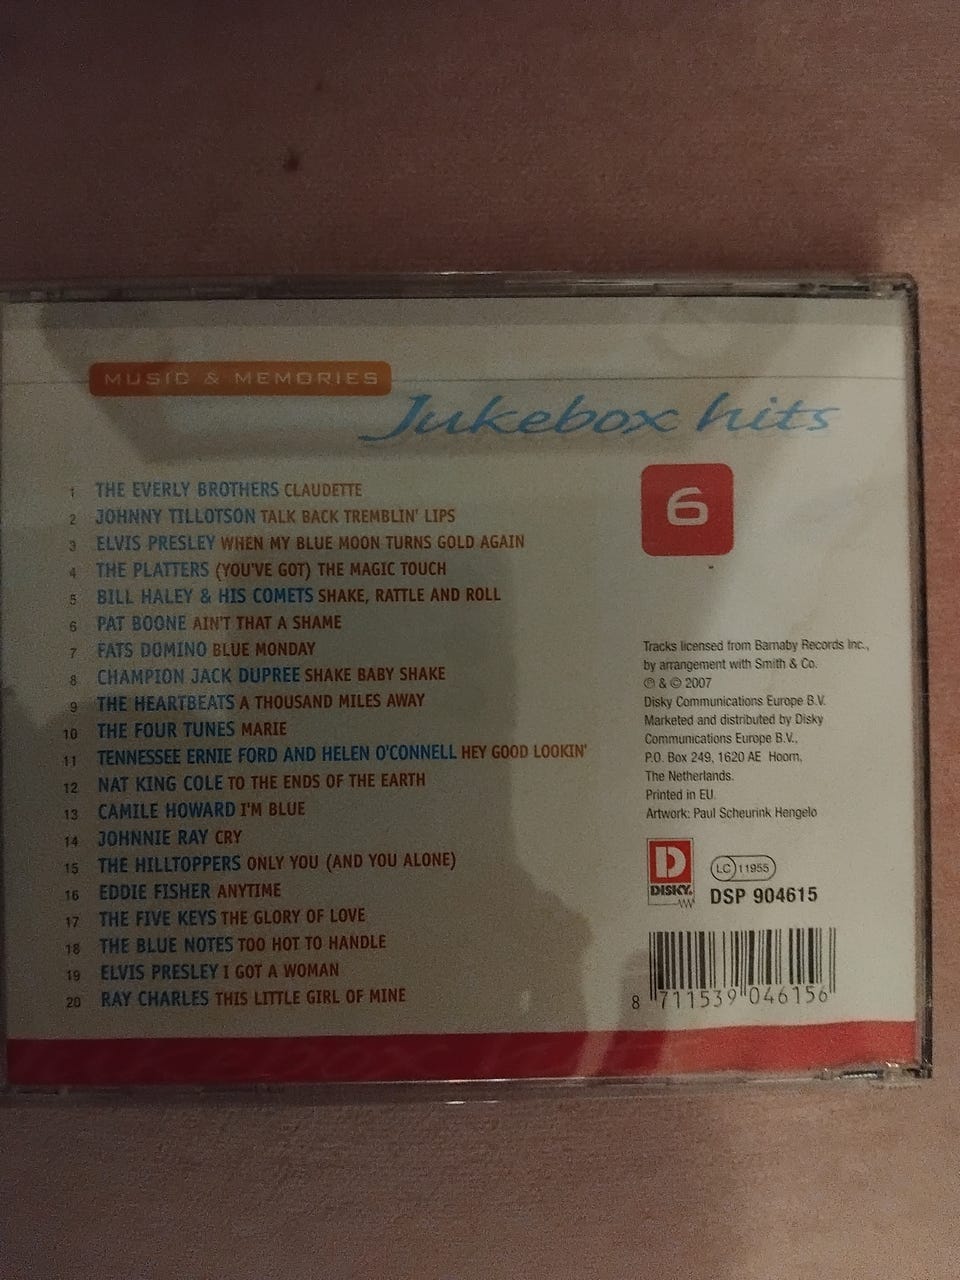 MUSIC & MEMORIES
Jukebox hits
6
1 THE EVERLY BROTHERS CLAUDETTE
2 JOHNNY TILLOTSON TALK BACK TREMBLIN' LIPS
3 ELVIS PRESLEY WHEN MY BLUE MOON TURNS GOLD AGAIN
4 THE PLATTERS (YOU'VE GOT) THE MAGIC TOUCH
5 BILL HALEY & HIS COMETS SHAKE, RATTLE AND ROLL
6 PAT BOONE AIN'T THAT A SHAME
7 FATS DOMINO BLUE MONDAY
8 CHAMPION JACK DUPREE SHAKE BABY SHAKE
9 THE HEARTBEATS A THOUSAND MILES AWAY
10 THE FOUR TUNES MARIE
11 TENNESSEE ERNIE FORD AND HELEN O'CONNELL HEY GOOD LOOKIN'
12 NAT KING COLE TO THE ENDS OF THE EARTH
13 CAMILE HOWARD I'M BLUE
14 JOHNNIE RAY CRY
15 THE HILLTOPPERS ONLY YOU (AND YOU ALONE)
16 EDDIE FISHER ANYTIME
17 THE FIVE KEYS THE GLORY OF LOVE
18 THE BLUE NOTES TOO HOT TO HANDLE
19 ELVIS PRESLEY I GOT A WOMAN
20 RAY CHARLES THIS LITTLE GIRL OF MINE
Tracks licensed from Barnaby Records Inc.,
by arrangement with Smith & Co.
℗ & © 2007
Disky Communications Europe B.V.
Marketed and distributed by Disky
Communications Europe B.V.,
P.O. Box 249, 1620 AE Hoorn,
The Netherlands.
Printed in EU.
Artwork: Paul Scheurink Hengelo
D
DISKY.
LC 11955
DSP 904615
8 711539 046156
Jukebox hits